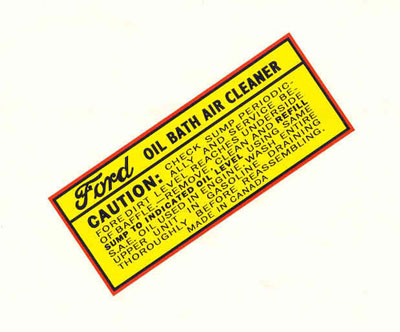 Ford OIL BATH AIR CLEANER
CAUTION: CHECK SUMP PERIODIC-
ALLY AND SERVICE BE-
FORE DIRT LEVEL REACHES UNDERSIDE
OF BAFFLE—REMOVE, CLEAN AND REFILL
SUMP TO INDICATED OIL LEVEL USING SAME
S.A.E. OIL USED IN ENGINE. WASH ENTIRE
UPPER UNIT IN GASOLINE, DRAINING
THOROUGHLY, BEFORE REASSEMBLING.
MADE IN CANADA